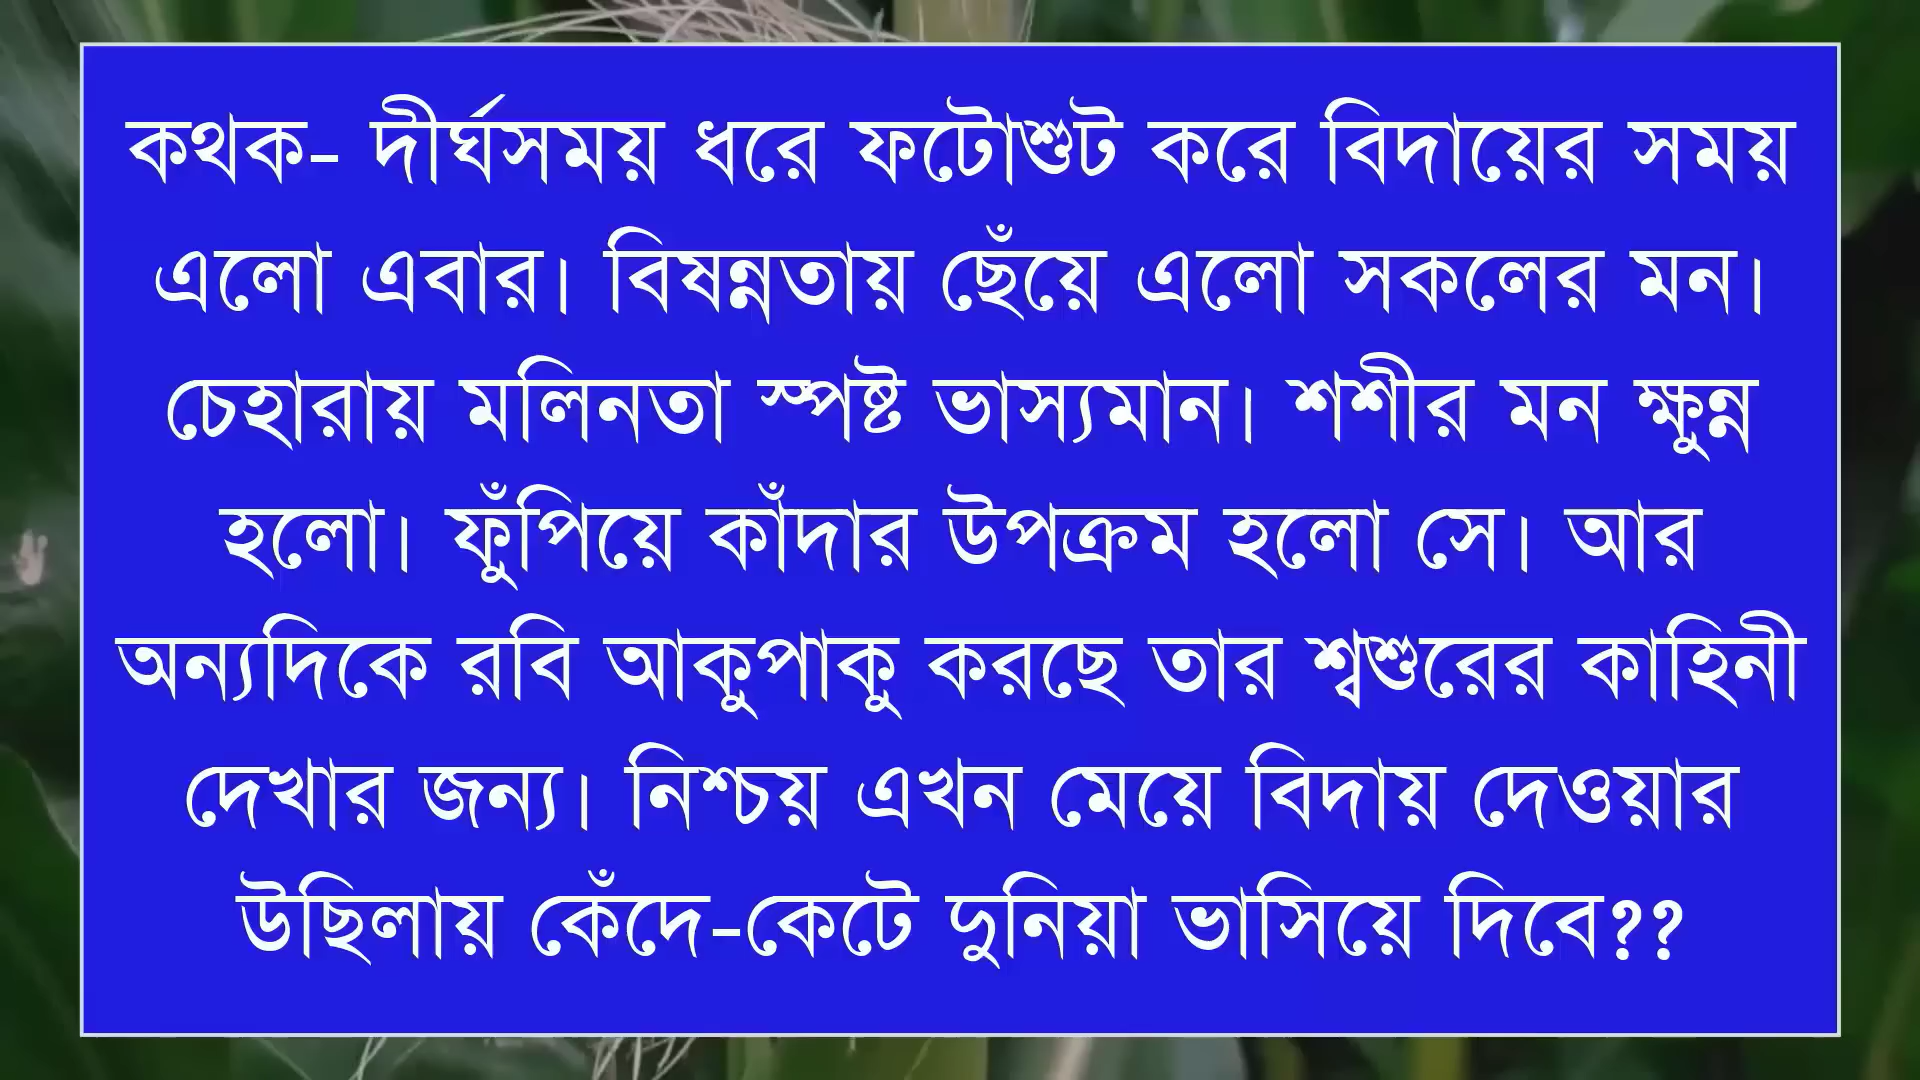 কথক- দীর্ঘসময় ধরে ফটোশুট করে বিদায়ের সময়
এলো এবার। বিষন্নতায় ছেঁয়ে এলো সকলের মন।
চেহারায় মলিনতা স্পষ্ট ভাস্যমান। শশীর মন ক্ষুন্ন
হলো। ফুঁপিয়ে কাঁদার উপক্রম হলো সে। আর
অন্যদিকে রবি আকুপাকু করছে তার শ্বশুরের কাহিনী
দেখার জন্য। নিশ্চয় এখন মেয়ে বিদায় দেওয়ার
উছিলায় কেঁদে-কেটে দুনিয়া ভাসিয়ে দিবে??